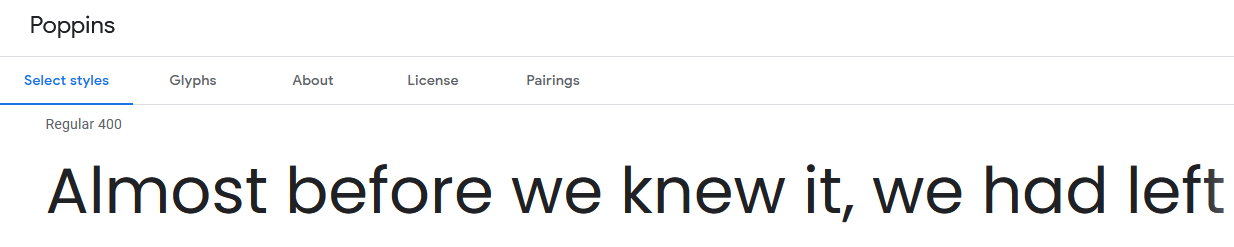 Poppins
Select styles Glyphs About License Pairings
Regular 400
Almost before we knew it, we had left